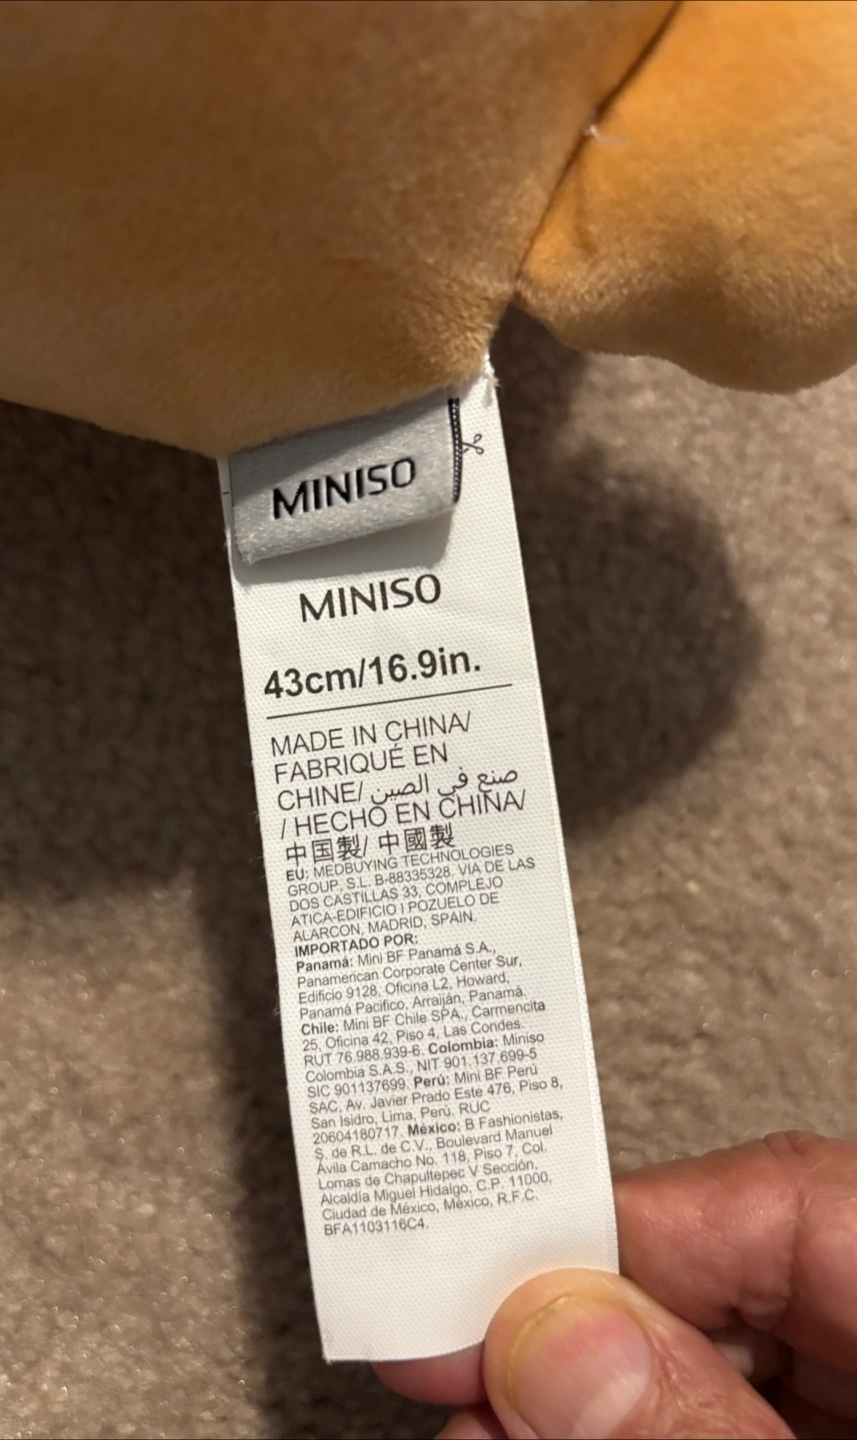 MINISO
MINISO
43cm/16.9in.
MADE IN CHINA/
FABRIQUÉ EN
CHINE/ صنع في الصين
/ HECHO EN CHINA/
中国製/ 中國製
EU: MEDBUYING TECHNOLOGIES
GROUP, S.L. B-88335328. VIA DE LAS
DOS CASTILLAS 33, COMPLEJO
ATICA-EDIFICIO I POZUELO DE
ALARCON, MADRID, SPAIN.
IMPORTADO POR:
Panamá: Mini BF Panamá S.A.,
Panamerican Corporate Center Sur,
Edificio 9128, Oficina L2, Howard,
Panamá Pacifico, Arraiján, Panamá.
Chile: Mini BF Chile SPA., Carmencita
25, Oficina 42, Piso 4, Las Condes.
RUT 76.988.939-6. Colombia: Miniso
Colombia S.A.S., NIT 901.137.699-5
SIC 901137699. Perú: Mini BF Perú
SAC, Av. Javier Prado Este 476, Piso 8,
San Isidro, Lima, Perú. RUC
20604180717. México: B Fashionistas,
S. de R.L. de C.V., Boulevard Manuel
Ávila Camacho No. 118, Piso 7, Col.
Lomas de Chapultepec V Sección,
Alcaldía Miguel Hidalgo, C.P. 11000,
Ciudad de México, México, R.F.C.
BFA1103116C4.